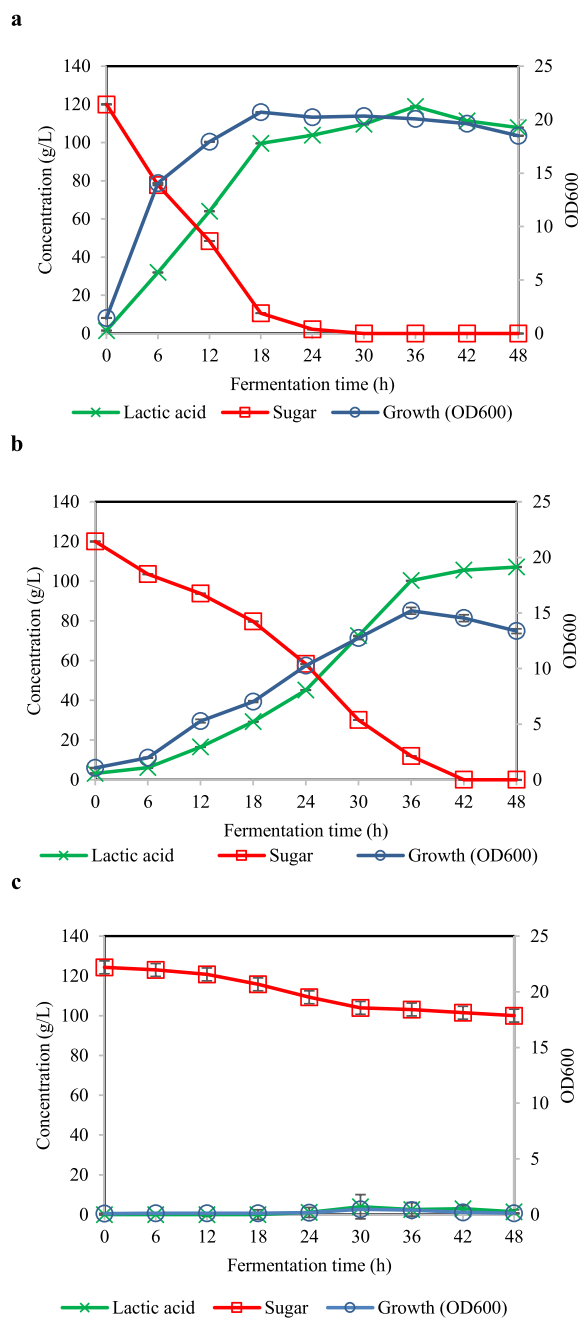 a
140
120
100
80
60
40
20
0
25
20
15
10
5
0
Concentration (g/L)
OD600
0 6 12 18 24 30 36 42 48
Fermentation time (h)
Lactic acid Sugar Growth (OD600)
b
140
120
100
80
60
40
20
0
25
20
15
10
5
0
Concentration (g/L)
OD600
0 6 12 18 24 30 36 42 48
Fermentation time (h)
Lactic acid Sugar Growth (OD600)
c
140
120
100
80
60
40
20
0
25
20
15
10
5
0
Concentration (g/L)
OD600
0 6 12 18 24 30 36 42 48
Fermentation time (h)
Lactic acid Sugar Growth (OD600)